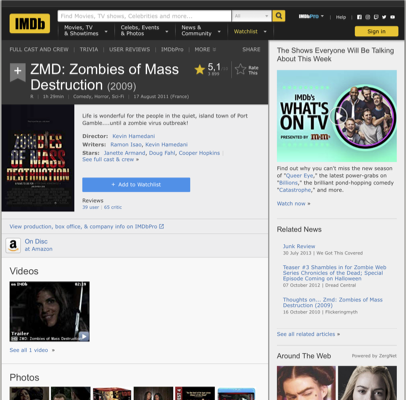 IMDb
Find Movies, TV shows, Celebrities and more...
All
IMDbPro
Help
Movies, TV
& Showtimes
Celebs, Events
& Photos
News &
Community
Watchlist
Sign in
FULL CAST AND CREW | TRIVIA | USER REVIEWS | IMDbPro | MORE
SHARE
ZMD: Zombies of Mass
Destruction (2009)
5,1
Rate
This
1h 29min | Comedy, Horror, Sci-Fi | 17 August 2011 (France)
Life is wonderful for the people in the quiet, island town of Port
Gamble....until a zombie virus outbreak!
Director: Kevin Hamedani
Writers: Ramon Isao, Kevin Hamedani
Stars: Janette Armand, Doug Fahl, Cooper Hopkins |
See full cast & crew »
ZOMBIES
OF MASS
DESTRUCTION
+ Add to Watchlist
Reviews
39 user | 65 critic
View production, box office, & company info on IMDbPro
a
On Disc
at Amazon
Videos
on IMDb
02:39
Trailer
ZMD: Zombies of Mass Destruction
See all 1 video »
Photos
The Shows Everyone Will Be Talking
About This Week
IMDb's
WHAT'S
ON TV
PRESENTED BY
Find out why you can't miss the new season
of "Queer Eye," the latest power-grabs on
"Billions," the brilliant pond-hopping comedy
"Catastrophe," and more.
Watch now »
Related News
Junk Review
30 July 2013 | We Got This Covered
Teaser #3 Shambles in for Zombie Web
Series Chronicles of the Dead; Special
Episode Coming on Halloween
07 October 2012 | Dread Central
Thoughts on... Zmd: Zombies of Mass
Destruction (2009)
16 October 2010 | Flickeringmyth
See all related articles »
Around The Web
Powered by ZergNet